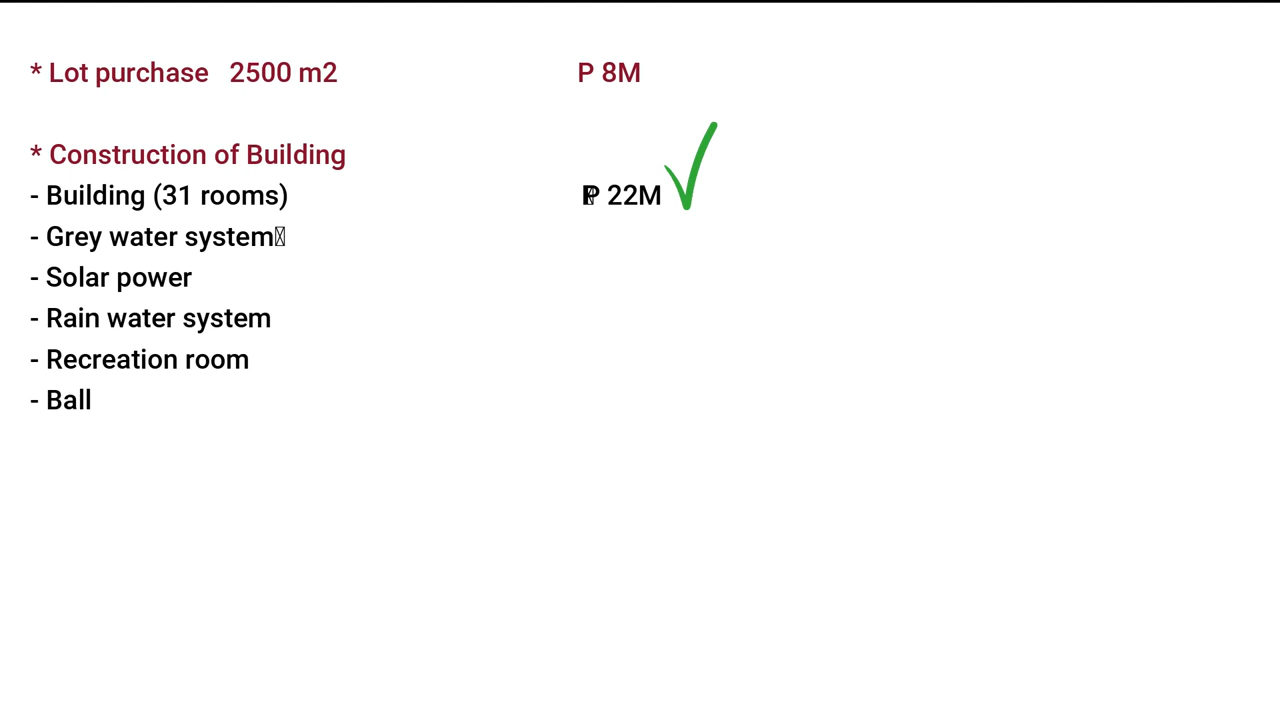 * Lot purchase 2500 m2 P 8M
* Construction of Building
- Building (31 rooms) P 22M
- Grey water system
- Solar power
- Rain water system
- Recreation room
- Ball